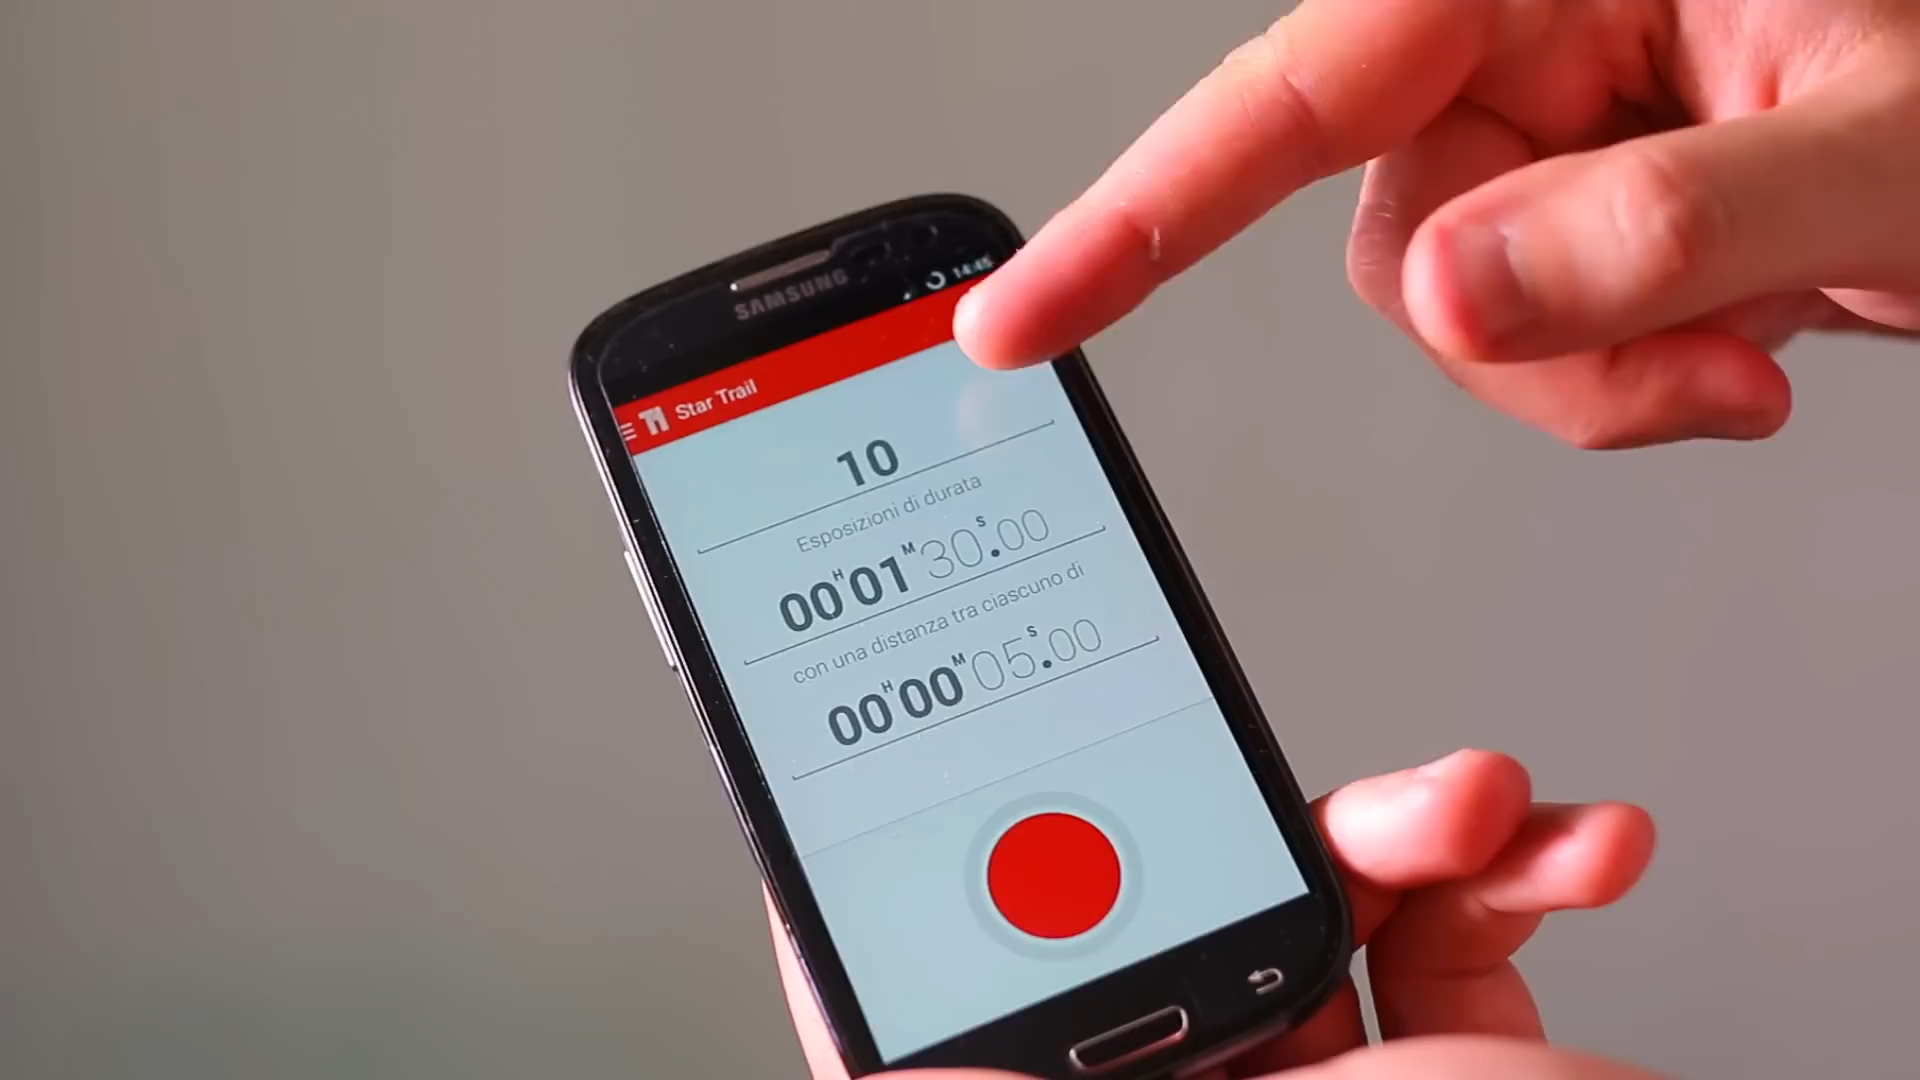 SAMSUNG
14:45
Star Trail
10
Esposizioni di durata
00H01M30S.00
con una distanza tra ciascuno di
00H00M05S.00